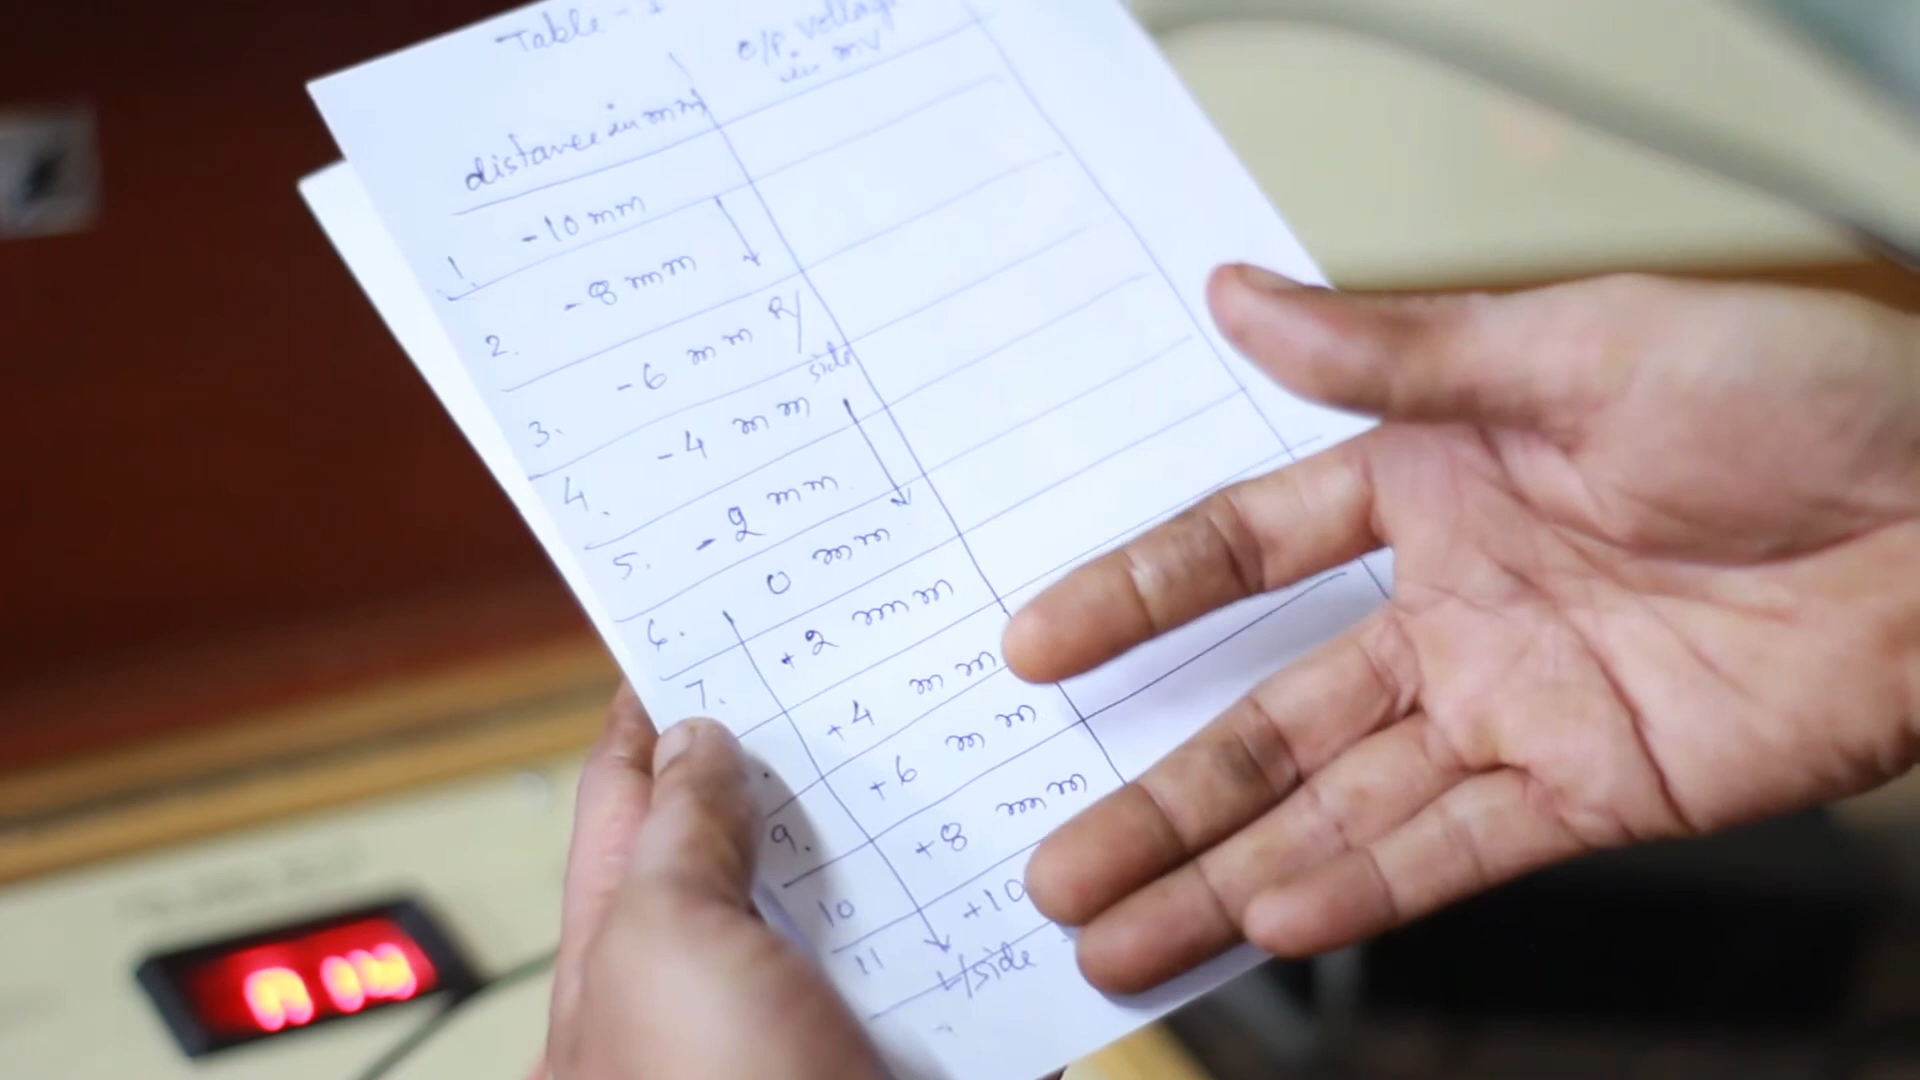 Table - 1
distance in mm
O/P. Voltage
in mV
1. -10 mm
2. -8 mm
3. -6 mm R/
side
4. -4 mm
5. -2 mm
6. 0 mm
7. +2 mm
+4 mm
9. +6 mm
10 +8 mm
11 +10
L/side